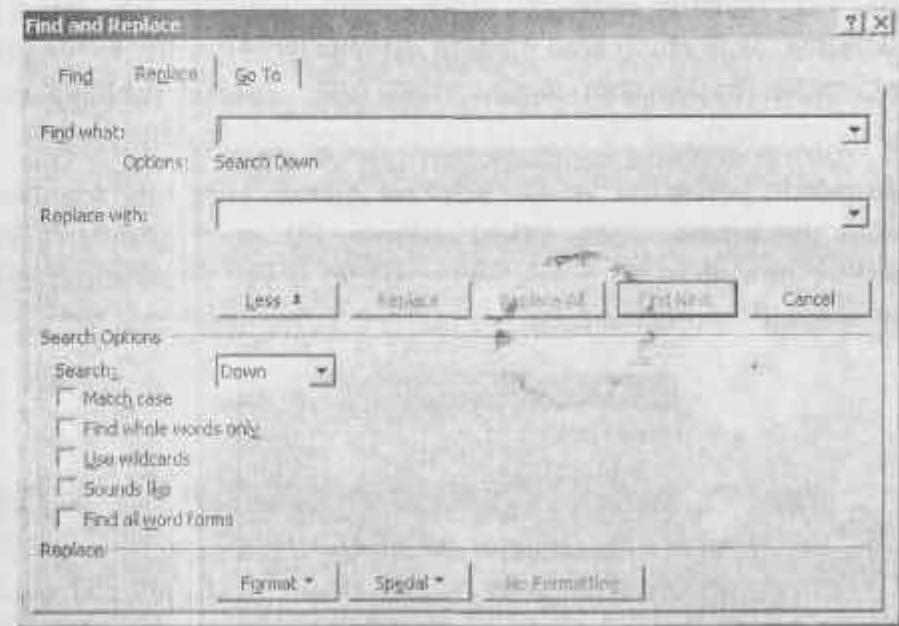 Find and Replace
Find Replace Go To
Find what:
Options: Search Down
Replace with:
Less Replace Replace All Find Next Cancel
Search Options
Search: Down
Match case
Find whole words only
Use wildcards
Sounds like
Find all word forms
Replace
Format Special No Formatting